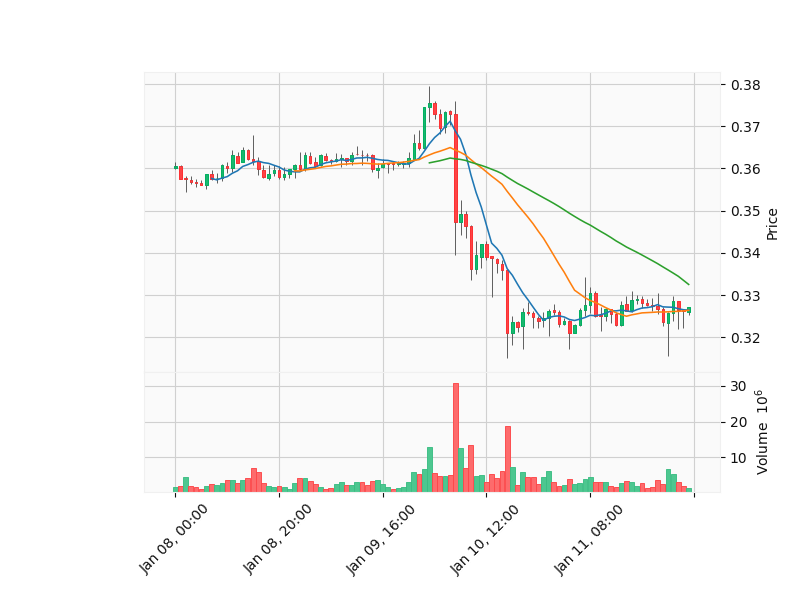 0.38
0.37
0.36
0.35
0.34
0.33
0.32
Price
30
20
10
Volume 10⁶
Jan 08, 00:00
Jan 08, 20:00
Jan 09, 16:00
Jan 10, 12:00
Jan 11, 08:00